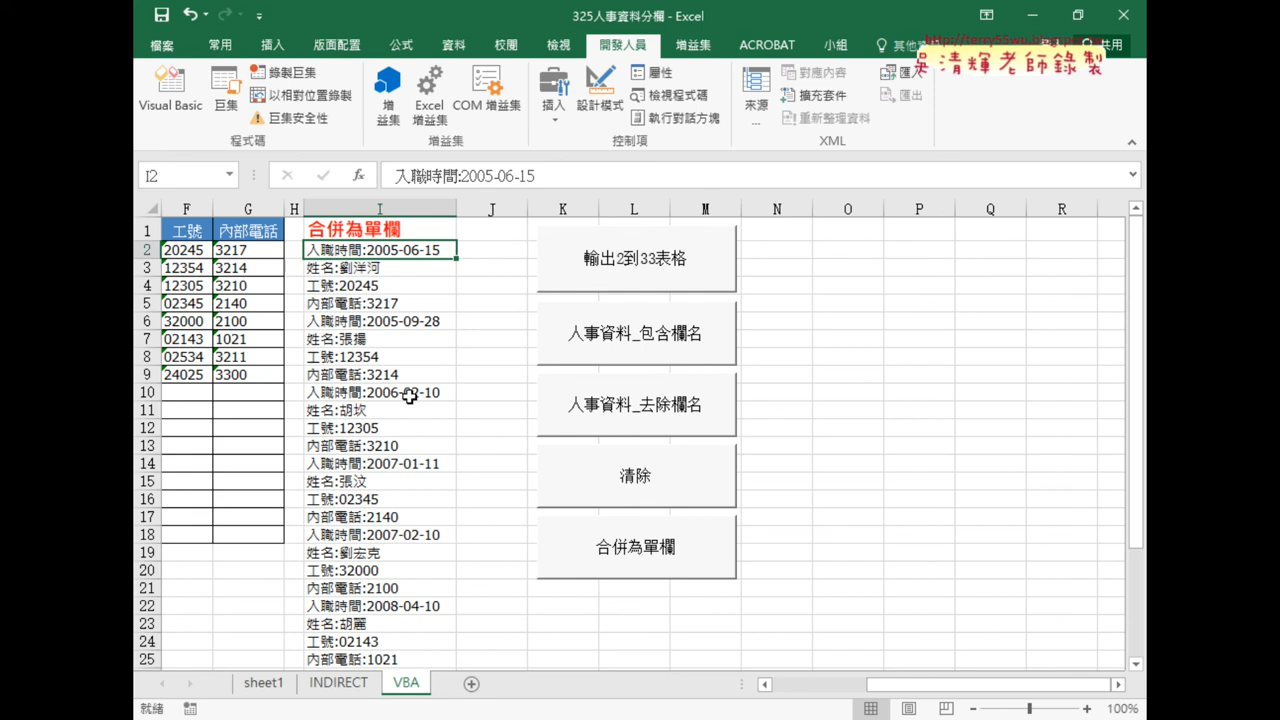 325人事資料分欄 - Excel
檔案 常用 插入 版面配置 公式 資料 校閱 檢視 開發人員 增益集 ACROBAT 小組 共用
吳清輝老師錄製
Visual Basic
巨集
錄製巨集
以相對位置錄製
巨集安全性
程式碼
增益集
Excel 增益集
COM 增益集
增益集
插入
設計模式
屬性
檢視程式碼
執行對話方塊
控制項
來源
...
對應內容
擴充套件
重新整理資料
匯出
XML
I2
fx
入職時間:2005-06-15
F G H I J K L M N O P Q R
1 工號 內部電話 合併為單欄
2 20245 3217 入職時間:2005-06-15
3 12354 3214 姓名:劉洋河
4 12305 3210 工號:20245
5 02345 2140 內部電話:3217
6 32000 2100 入職時間:2005-09-28
7 02143 1021 姓名:張揚
8 02534 3211 工號:12354
9 24025 3300 內部電話:3214
10 入職時間:2006-02-10
11 姓名:胡坎
12 工號:12305
13 內部電話:3210
14 入職時間:2007-01-11
15 姓名:張汶
16 工號:02345
17 內部電話:2140
18 入職時間:2007-02-10
19 姓名:劉宏克
20 工號:32000
21 內部電話:2100
22 入職時間:2008-04-10
23 姓名:胡麗
24 工號:02143
25 內部電話:1021
輸出2到33表格
人事資料_包含欄名
人事資料_去除欄名
清除
合併為單欄
sheet1 INDIRECT VBA
就緒
100%